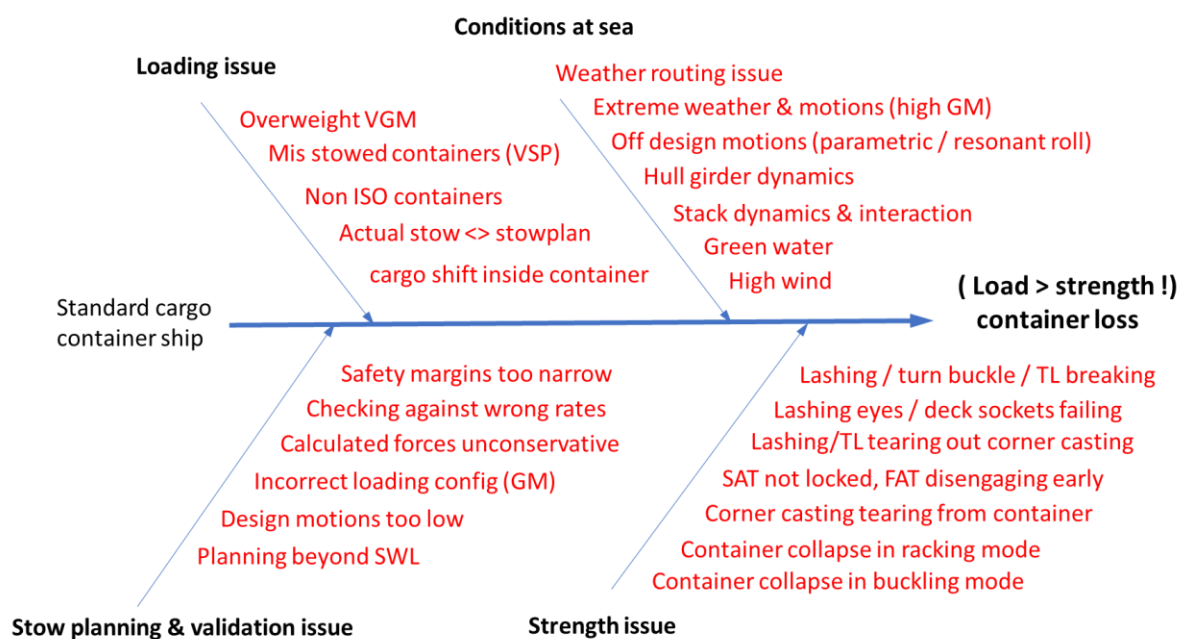 Conditions at sea
Loading issue
Weather routing issue
Extreme weather & motions (high GM)
Off design motions (parametric / resonant roll)
Hull girder dynamics
Stack dynamics & interaction
Green water
High wind
Overweight VGM
Mis stowed containers (VSP)
Non ISO containers
Actual stow <> stowplan
cargo shift inside container
Standard cargo
container ship
( Load > strength !)
container loss
Safety margins too narrow
Checking against wrong rates
Calculated forces unconservative
Incorrect loading config (GM)
Design motions too low
Planning beyond SWL
Stow planning & validation issue
Lashing / turn buckle / TL breaking
Lashing eyes / deck sockets failing
Lashing/TL tearing out corner casting
SAT not locked, FAT disengaging early
Corner casting tearing from container
Container collapse in racking mode
Container collapse in buckling mode
Strength issue